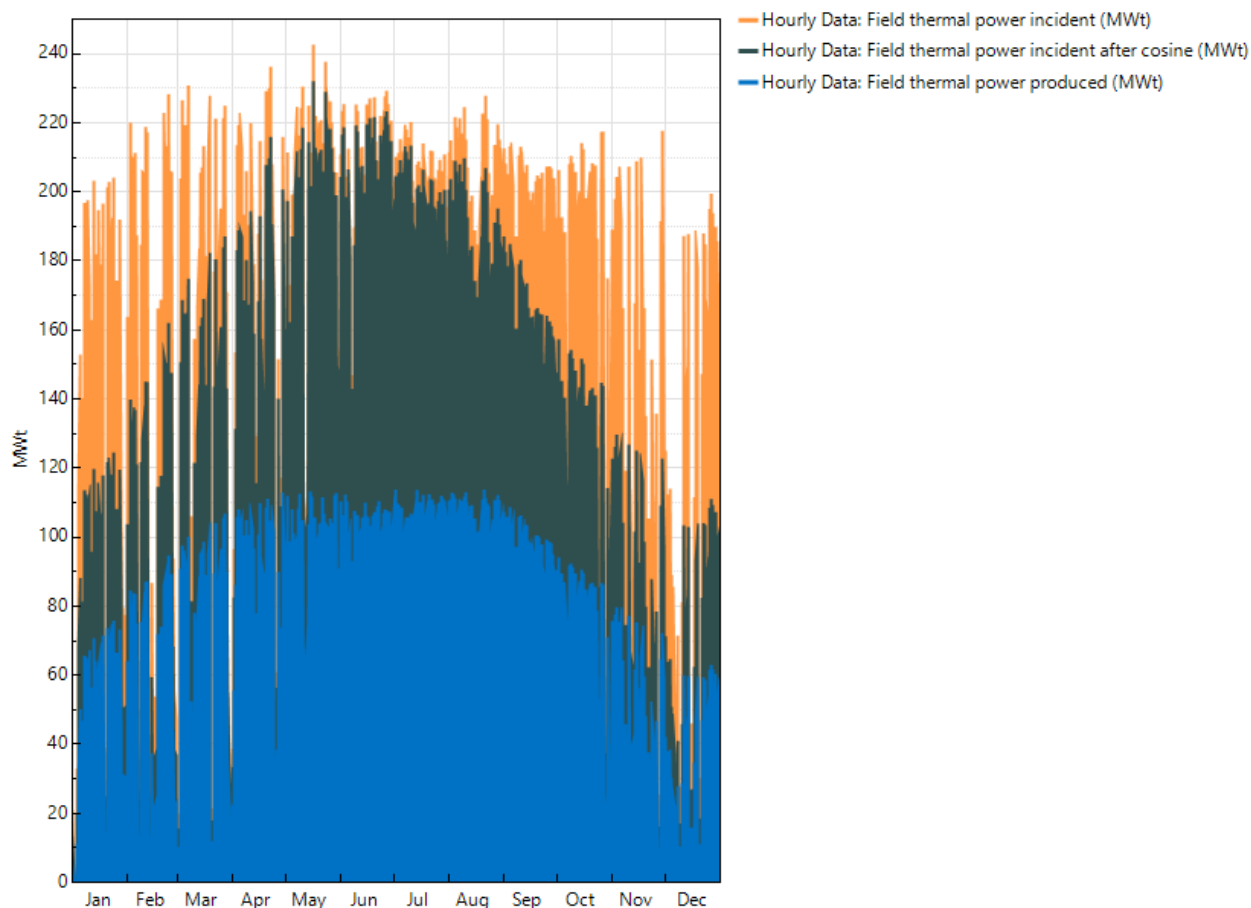 Hourly Data: Field thermal power incident (MWt)
Hourly Data: Field thermal power incident after cosine (MWt)
Hourly Data: Field thermal power produced (MWt)
MWt
240
220
200
180
160
140
120
100
80
60
40
20
0
Jan Feb Mar Apr May Jun Jul Aug Sep Oct Nov Dec